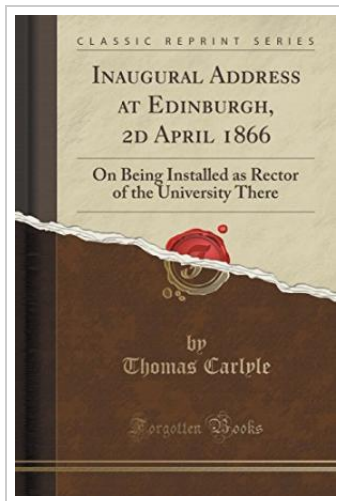 CLASSIC REPRINT SERIES
INAUGURAL ADDRESS
AT EDINBURGH,
2D APRIL 1866
On Being Installed as Rector
of the University There
F
by
Thomas Carlyle
Forgotten Books